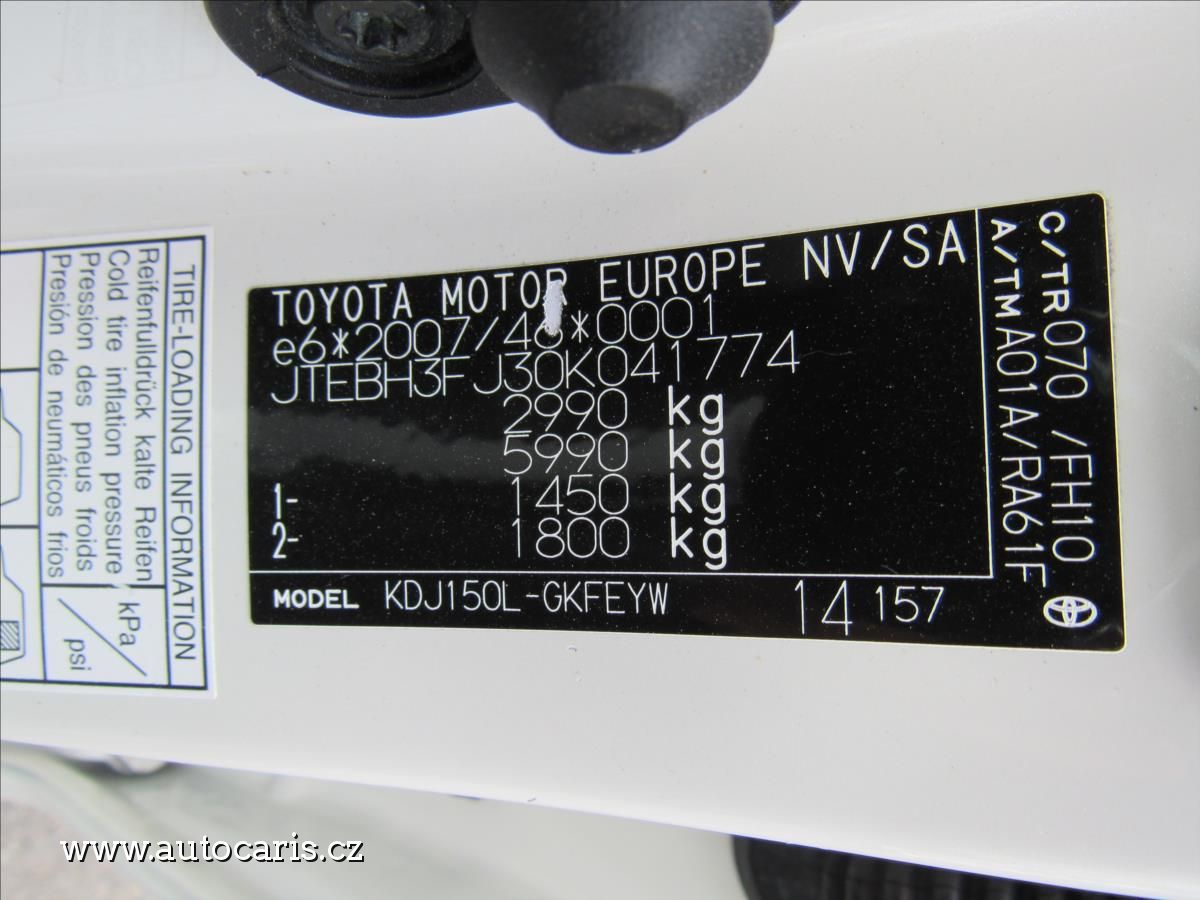 TOYOTA MOTOR EUROPE NV/SA
e6*2007/46*0001
JTEBH3FJ30K041774
2990 kg
5990 kg
1- 1450 kg
2- 1800 kg
MODEL KDJ150L-GKFEYW 14 157
C/TR070 /FH10
A/TMA01A/RA61F
TIRE-LOADING INFORMATION
Reifenfulldrück kalte Reifen
Cold tire inflation pressure
Pression des pneus froids
Presión de neumáticos frios
kPa/psi
www.autocaris.cz